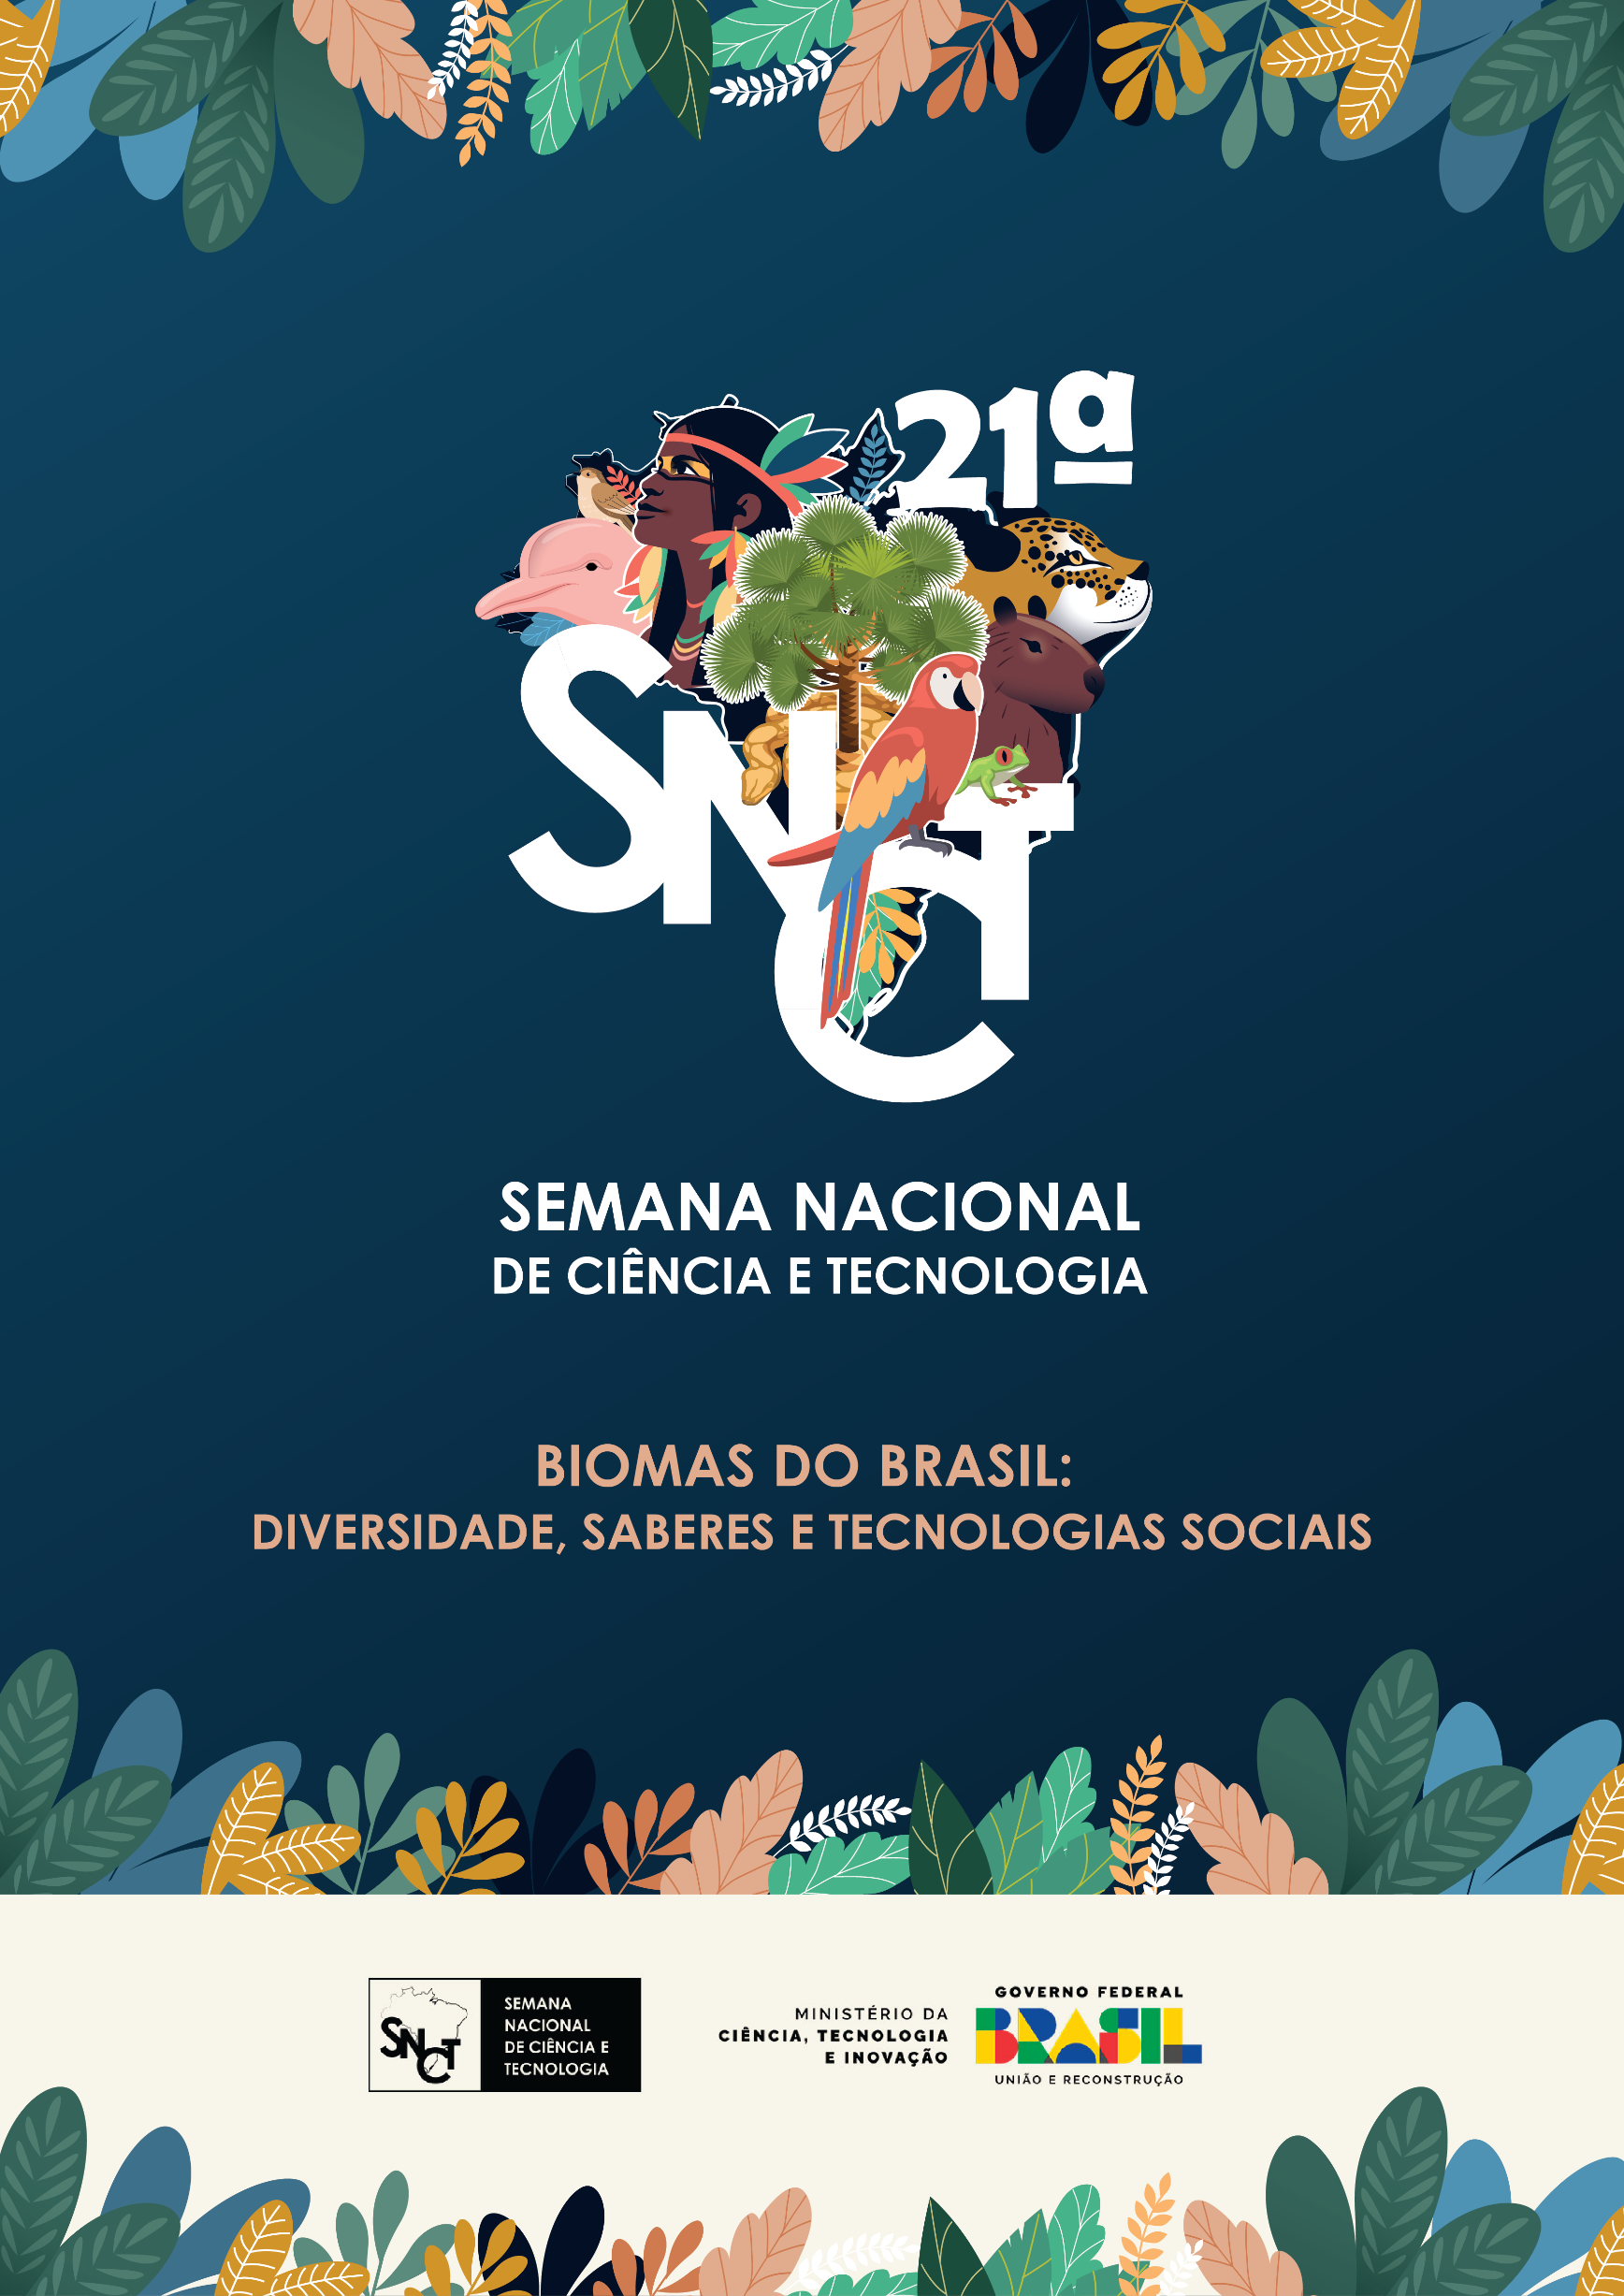 21ª
SNCT
SEMANA NACIONAL
DE CIÊNCIA E TECNOLOGIA
BIOMAS DO BRASIL:
DIVERSIDADE, SABERES E TECNOLOGIAS SOCIAIS
SNCT
SEMANA
NACIONAL
DE CIÊNCIA E
TECNOLOGIA
MINISTÉRIO DA
CIÊNCIA, TECNOLOGIA
E INOVAÇÃO
GOVERNO FEDERAL
BRASIL
UNIÃO E RECONSTRUÇÃO